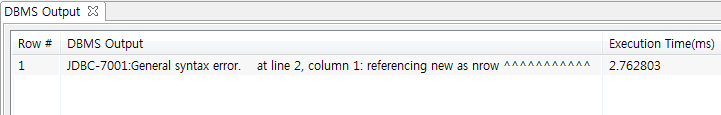 DBMS Output
Row # DBMS Output Execution Time(ms)
1 JDBC-7001:General syntax error. at line 2, column 1: referencing new as nrow ^^^^^^^^^^^ 2.762803